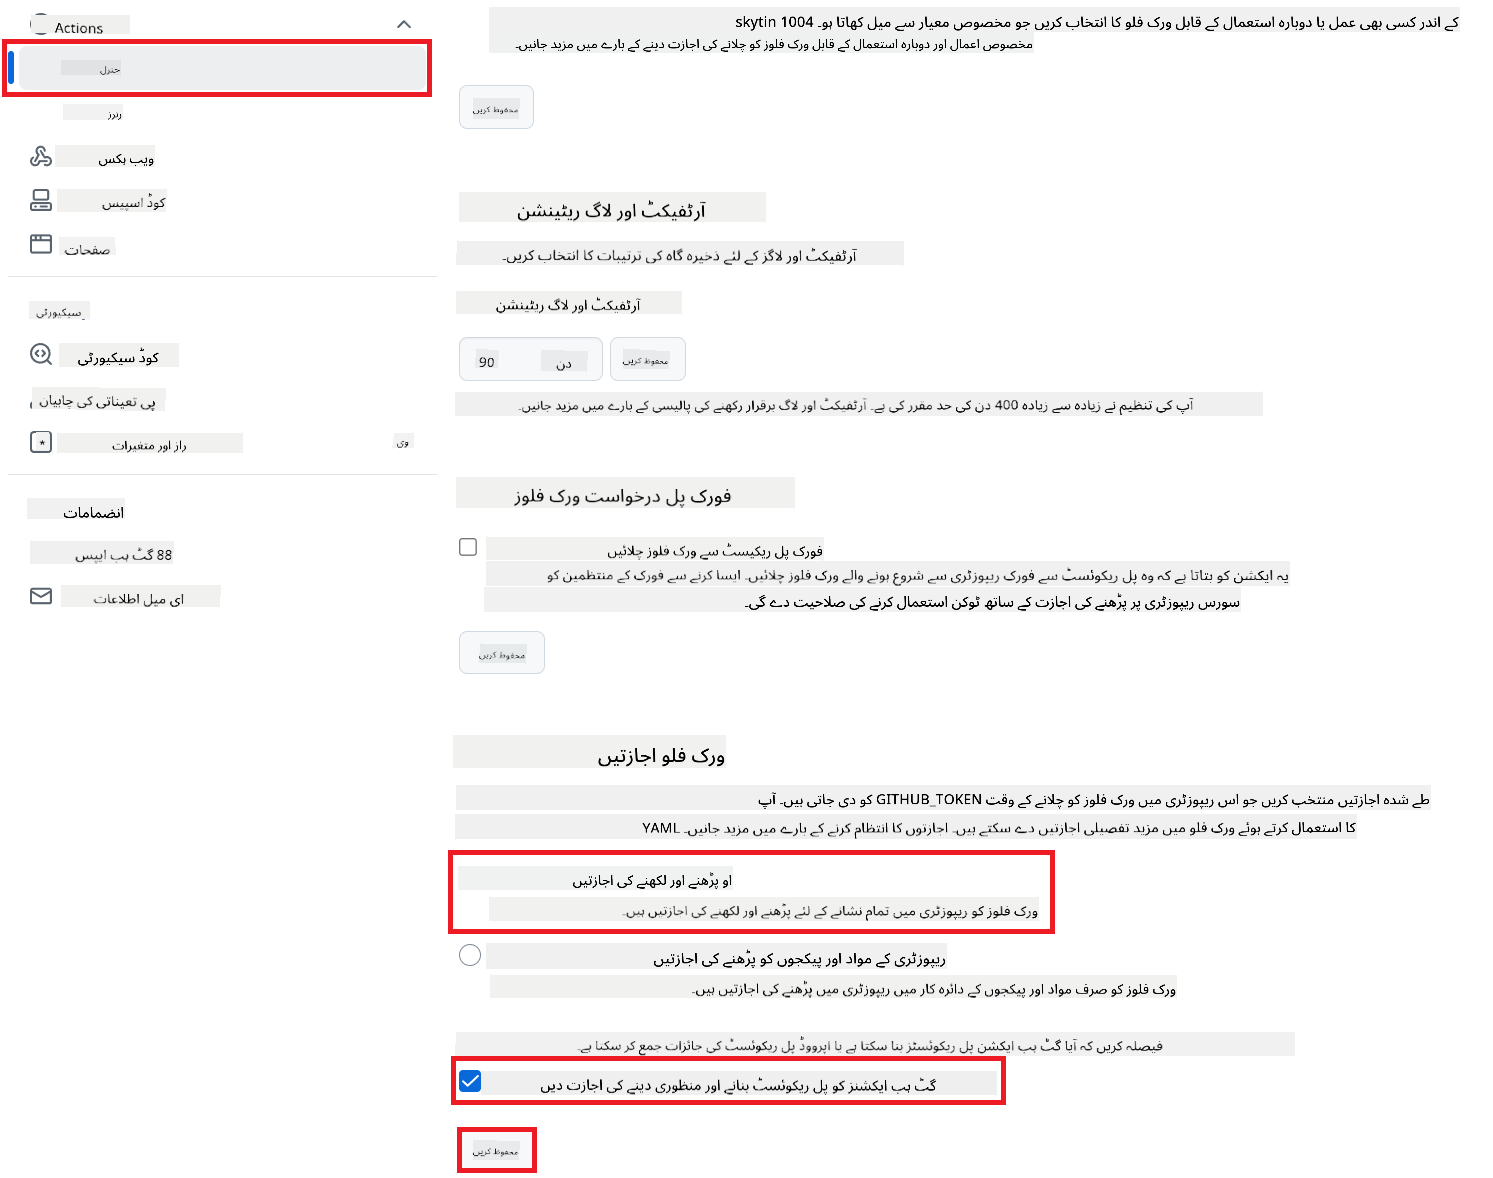 Actions
جنرل
رنرز
ویب ہکس
کوڈ اسپیس
صفحات
سیکیورٹی
کوڈ سیکیورٹی
پی تعیناتی کی چابیاں
راز اور متغیرات
وی
انضمامات
88 گٹ ہب ایپس
ای میل اطلاعات
کے اندر کسی بھی عمل یا دوبارہ استعمال کے قابل ورک فلو کا انتخاب کریں جو مخصوص معیار سے میل کھاتا ہو۔ skytin 1004
مخصوص اعمال اور دوبارہ استعمال کے قابل ورک فلوز کو چلانے کی اجازت دینے کے بارے میں مزید جانیں۔
محفوظ کریں
آرٹفیکٹ اور لاگ ریٹینشن
آرٹفیکٹ اور لاگز کے لئے ذخیرہ گاہ کی ترتیبات کا انتخاب کریں۔
آرٹفیکٹ اور لاگ ریٹینشن
90 دن محفوظ کریں
آپ کی تنظیم نے زیادہ سے زیادہ 400 دن کی حد مقرر کی ہے۔ آرٹفیکٹ اور لاگ برقرار رکھنے کی پالیسی کے بارے میں مزید جانیں۔
فورک پل درخواست ورک فلوز
فورک پل ریکیسٹ سے ورک فلوز چلائیں
یہ ایکشن کو بتاتا ہے کہ وہ پل ریکوئسٹ سے فورک ریپوزٹری سے شروع ہونے والے ورک فلوز چلائیں۔ ایسا کرنے سے فورک کے منتظمین کو
سورس ریپوزٹری پر پڑھنے کی اجازت کے ساتھ ٹوکن استعمال کرنے کی صلاحیت دے گی۔
محفوظ کریں
ورک فلو اجازتیں
طے شدہ اجازتیں منتخب کریں جو اس ریپوزٹری میں ورک فلوز کو چلانے کے وقت GITHUB_TOKEN کو دی جاتی ہیں۔ آپ
کا استعمال کرتے ہوئے ورک فلو میں مزید تفصیلی اجازتیں دے سکتے ہیں۔ اجازتوں کا انتظام کرنے کے بارے میں مزید جانیں۔ YAML
او پڑھنے اور لکھنے کی اجازتیں
ورک فلوز کو ریپوزٹری میں تمام نشانے کے لئے پڑھنے اور لکھنے کی اجازتیں ہیں۔
ریپوزٹری کے مواد اور پیکجوں کو پڑھنے کی اجازتیں
ورک فلوز کو صرف مواد اور پیکجوں کے دائرہ کار میں ریپوزٹری میں پڑھنے کی اجازتیں ہیں۔
فیصلہ کریں کہ آیا گٹ ہب ایکشن پل ریکوئسٹز بنا سکتا ہے یا اپرووڈ پل ریکوئسٹ کی جائزات جمع کر سکتا ہے۔
گٹ ہب ایکشنز کو پل ریکوئسٹ بنانے اور منظوری دینے کی اجازت دیں
محفوظ کریں